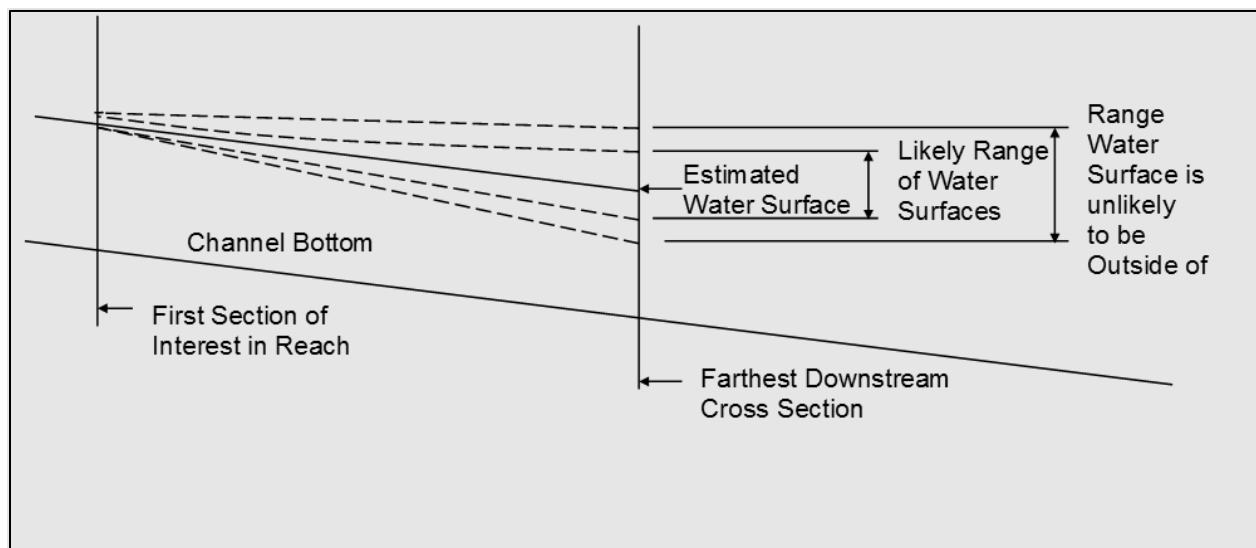 Range
Water
Surface is
unlikely
to be
Outside of
Likely Range
of Water
Surfaces
Estimated
Water Surface
Channel Bottom
First Section of
Interest in Reach
Farthest Downstream
Cross Section